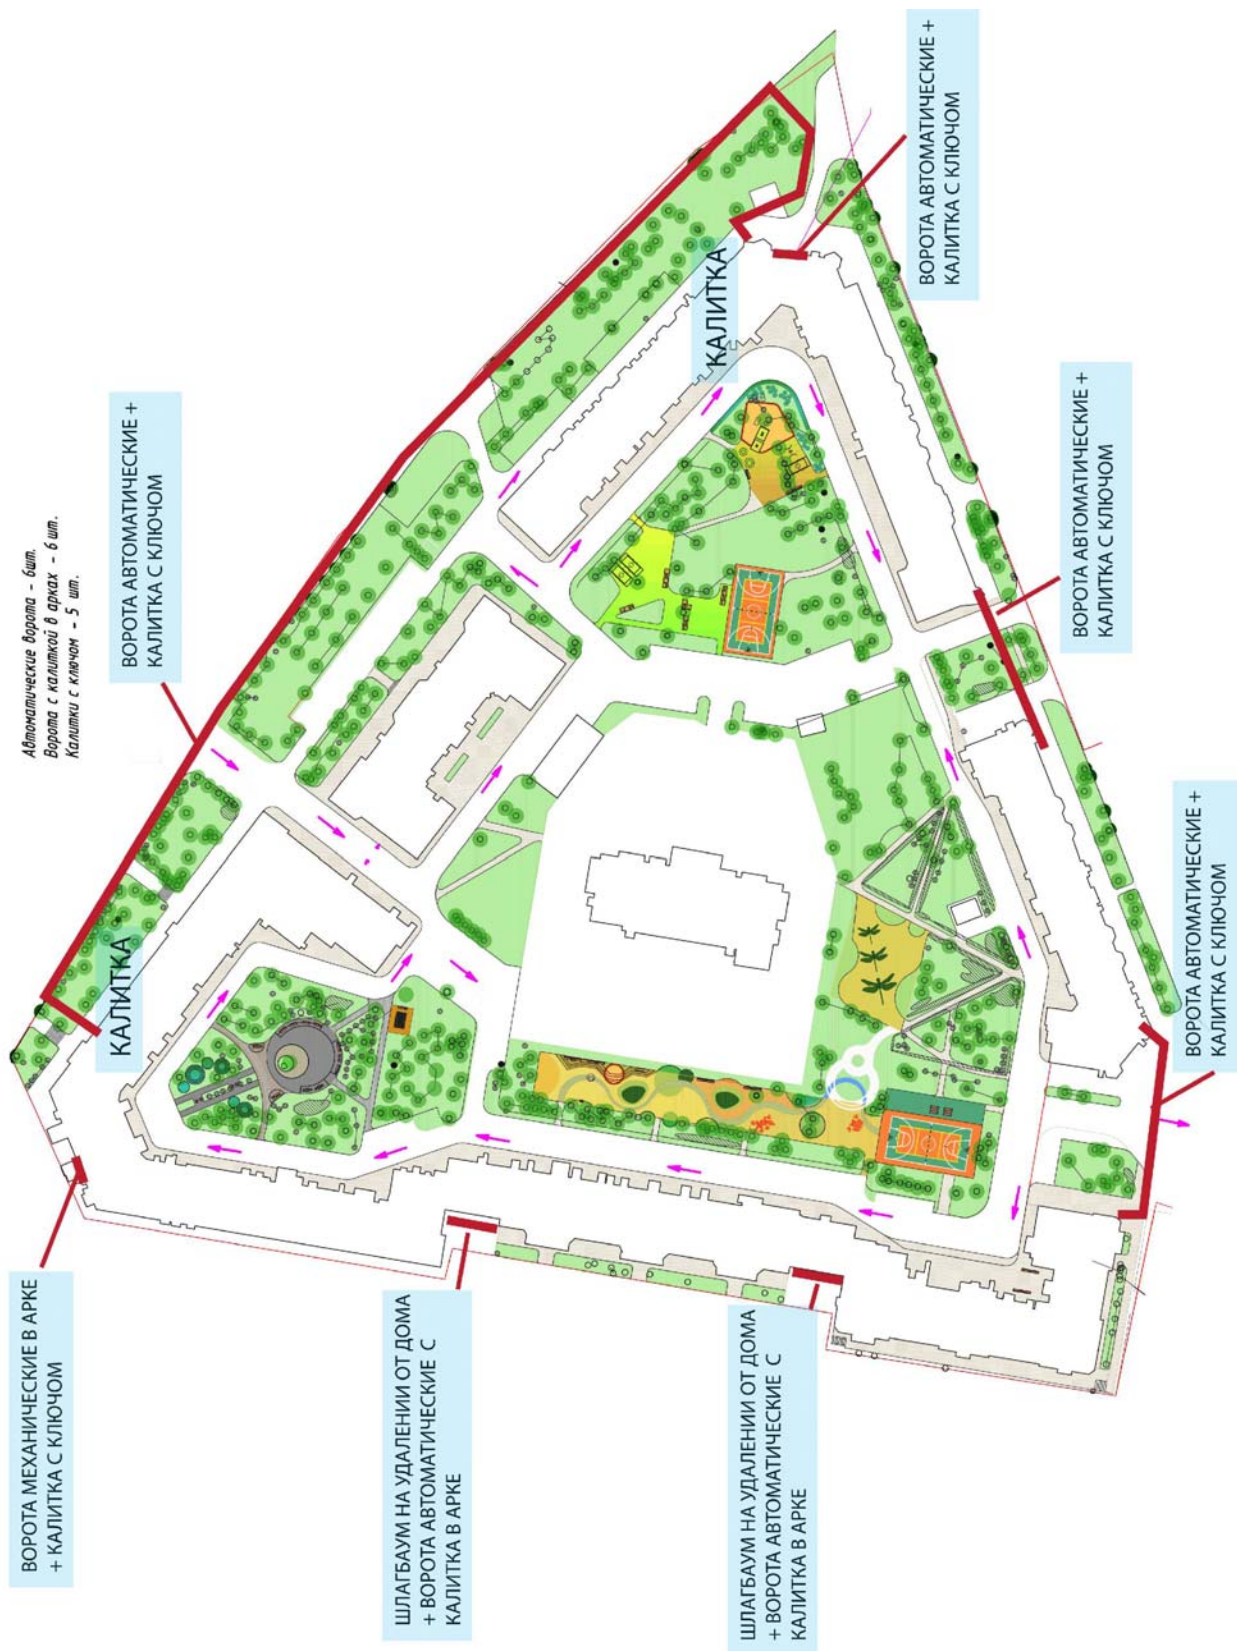 Автоматические ворота - 6шт.
Ворота с калиткой в арках - 6 шт.
Калитки с ключом - 5 шт.
ВОРОТА МЕХАНИЧЕСКИЕ В АРКЕ
+ КАЛИТКА С КЛЮЧОМ
КАЛИТКА
ВОРОТА АВТОМАТИЧЕСКИЕ +
КАЛИТКА С КЛЮЧОМ
ШЛАГБАУМ НА УДАЛЕНИИ ОТ ДОМА
+ ВОРОТА АВТОМАТИЧЕСКИЕ С
КАЛИТКА В АРКЕ
КАЛИТКА
ШЛАГБАУМ НА УДАЛЕНИИ ОТ ДОМА
+ ВОРОТА АВТОМАТИЧЕСКИЕ С
КАЛИТКА В АРКЕ
ВОРОТА АВТОМАТИЧЕСКИЕ +
КАЛИТКА С КЛЮЧОМ
ВОРОТА АВТОМАТИЧЕСКИЕ +
КАЛИТКА С КЛЮЧОМ
ВОРОТА АВТОМАТИЧЕСКИЕ +
КАЛИТКА С КЛЮЧОМ